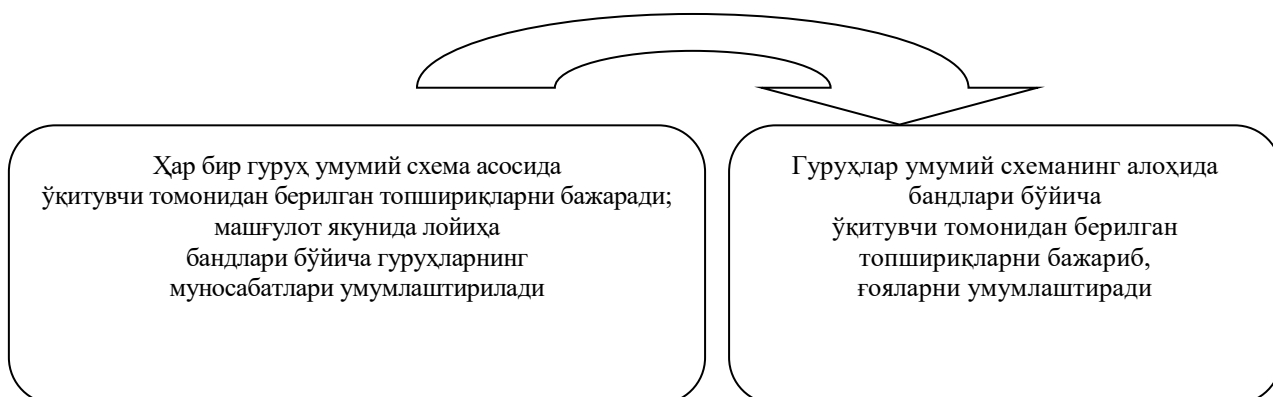 Ҳар бир гуруҳ умумий схема асосида
ўқитувчи томонидан берилган топшириқларни бажаради;
машғулот якунида лойиҳа
бандлари бўйича гуруҳларнинг
муносабатлари умумлаштирилади
Гуруҳлар умумий схеманинг алоҳида
бандлари бўйича
ўқитувчи томонидан берилган
топшириқларни бажариб,
ғояларни умумлаштиради